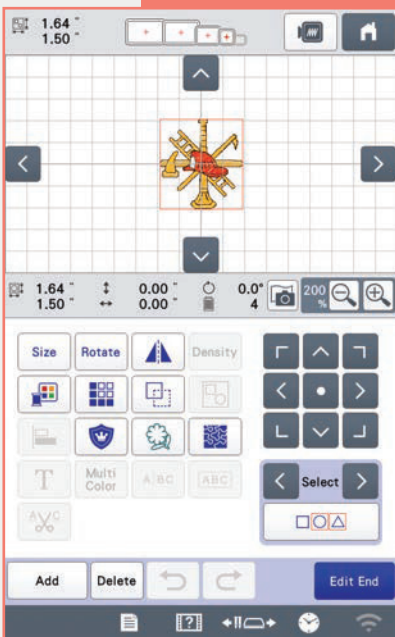 1.64 "
1.50 "
1.64 " 0.00 " 0.0° 200
1.50 " 0.00 " 4 %
Size Rotate Density
T Multi Color A BC ABC
A C
Select
Add Delete Edit End